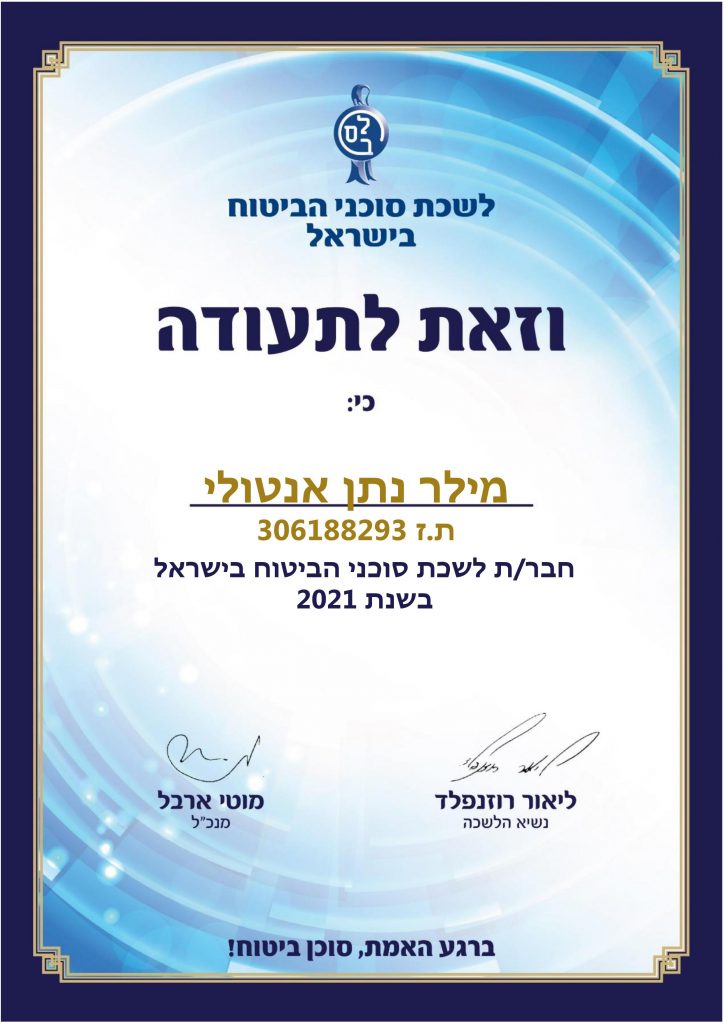 לסב
לשכת סוכני הביטוח
בישראל
וזאת לתעודה
כי:
מילר נתן אנטולי
ת.ז 306188293
חבר/ת לשכת סוכני הביטוח בישראל
בשנת 2021
ליאור רוזנפלד
נשיא הלשכה
מוטי ארבל
מנכ"ל
ברגע האמת, סוכן ביטוח!